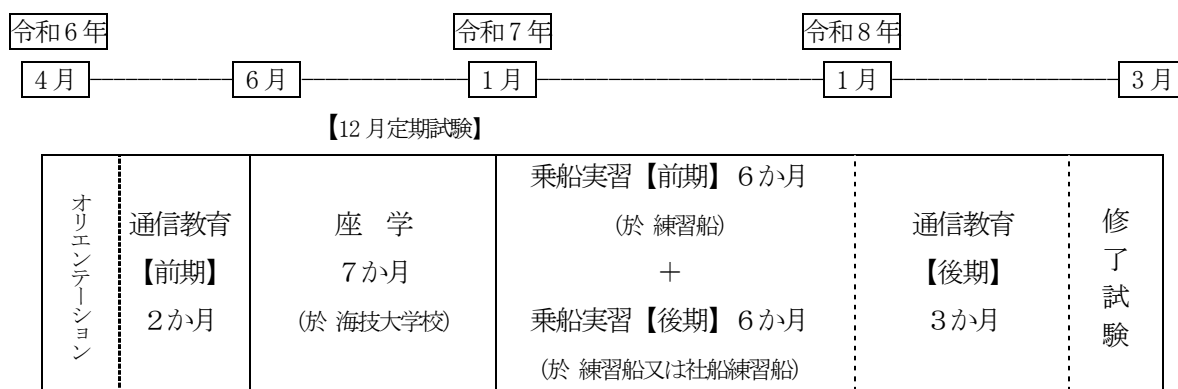 令和６年 令和７年 令和８年
４月 ６月 １月 １月 ３月
【12月定期試験】
オリエンテーション
通信教育
【前期】
２か月
座　学
７か月
(於 海技大学校)
乗船実習【前期】６か月
(於 練習船)
＋
乗船実習【後期】６か月
(於 練習船又は社船練習船)
通信教育
【後期】
３か月
修了試験